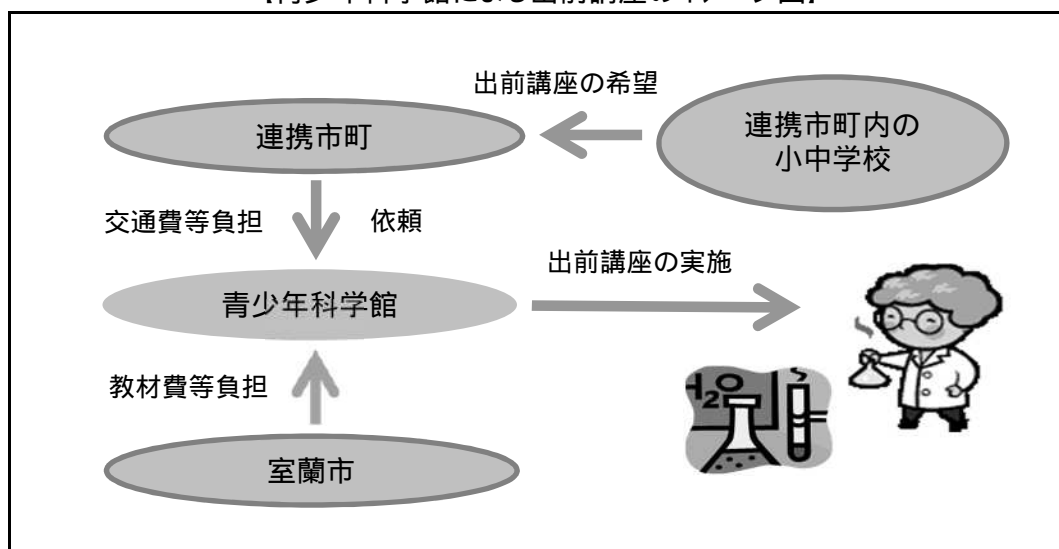 出前講座の希望
連携市町
連携市町内の
小中学校
交通費等負担
依頼
出前講座の実施
青少年科学館
教材費等負担
H₂O
室蘭市